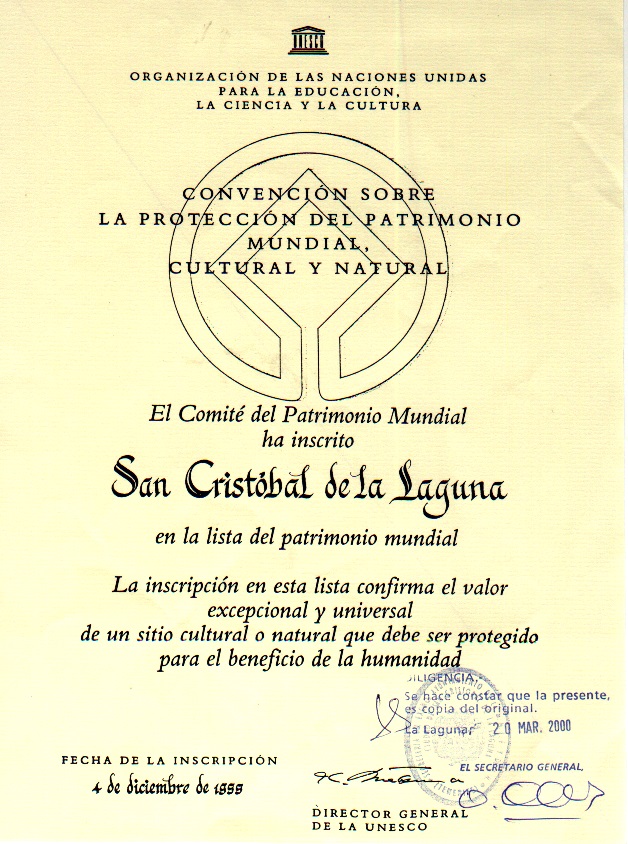 ORGANIZACIÓN DE LAS NACIONES UNIDAS
PARA LA EDUCACIÓN,
LA CIENCIA Y LA CULTURA
CONVENCIÓN SOBRE
LA PROTECCIÓN DEL PATRIMONIO
MUNDIAL,
CULTURAL Y NATURAL
El Comité del Patrimonio Mundial
ha inscrito
San Cristóbal de la Laguna
en la lista del patrimonio mundial
La inscripción en esta lista confirma el valor
excepcional y universal
de un sitio cultural o natural que debe ser protegido
para el beneficio de la humanidad
DILIGENCIA.-
Se hace constar que la presente,
es copia del original.
La Laguna, 20 MAR. 2000
EL SECRETARIO GENERAL,
FECHA DE LA INSCRIPCIÓN
4 de diciembre de 1999
DIRECTOR GENERAL
DE LA UNESCO